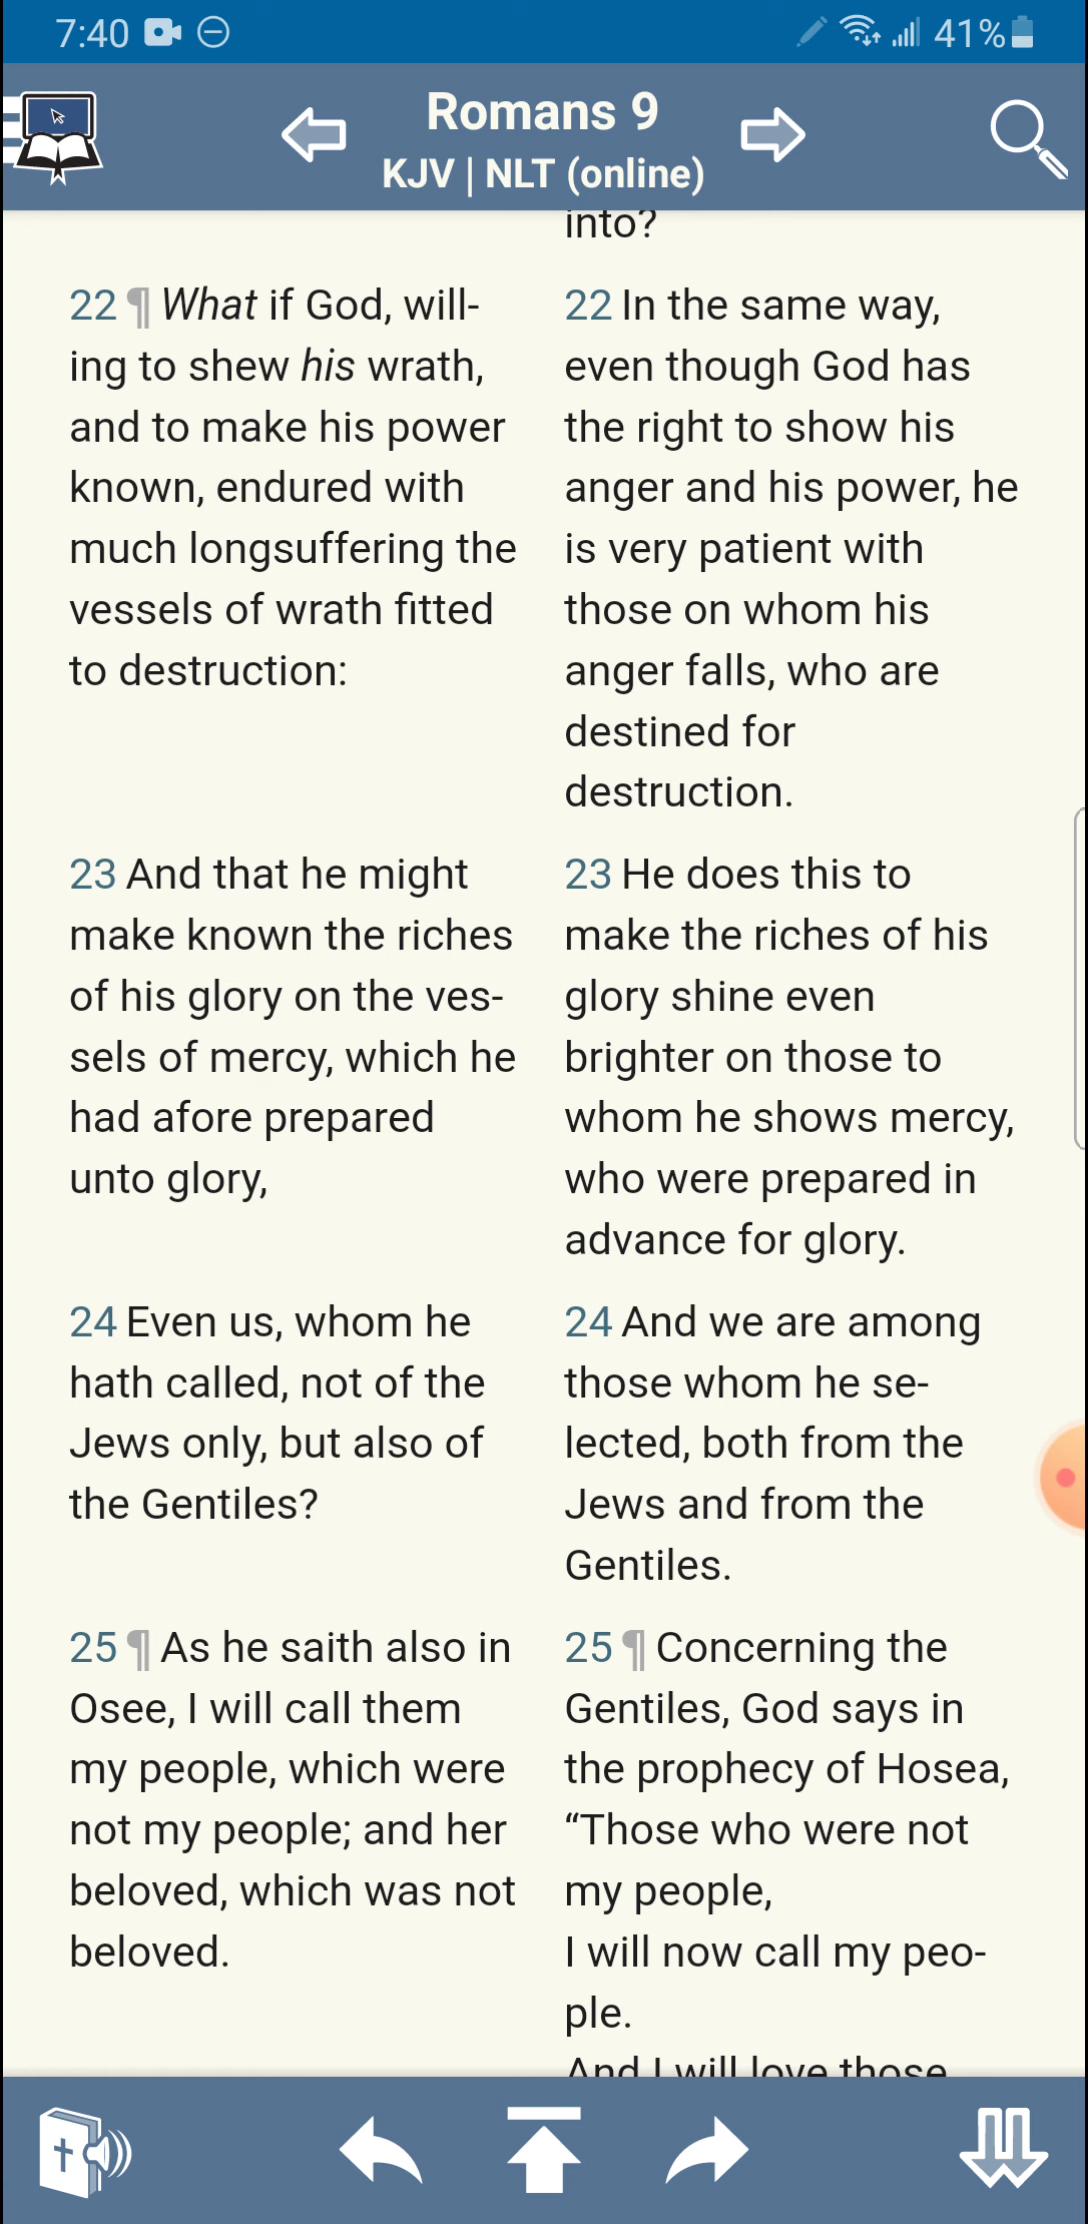 7:40
41%
Romans 9
KJV | NLT (online)
into?
22 ¶ What if God, will-
ing to shew his wrath,
and to make his power
known, endured with
much longsuffering the
vessels of wrath fitted
to destruction:
22 In the same way,
even though God has
the right to show his
anger and his power, he
is very patient with
those on whom his
anger falls, who are
destined for
destruction.
23 And that he might
make known the riches
of his glory on the ves-
sels of mercy, which he
had afore prepared
unto glory,
23 He does this to
make the riches of his
glory shine even
brighter on those to
whom he shows mercy,
who were prepared in
advance for glory.
24 Even us, whom he
hath called, not of the
Jews only, but also of
the Gentiles?
24 And we are among
those whom he se-
lected, both from the
Jews and from the
Gentiles.
25 ¶ As he saith also in
Osee, I will call them
my people, which were
not my people; and her
beloved, which was not
beloved.
25 ¶ Concerning the
Gentiles, God says in
the prophecy of Hosea,
“Those who were not
my people,
I will now call my peo-
ple.
And I will love those